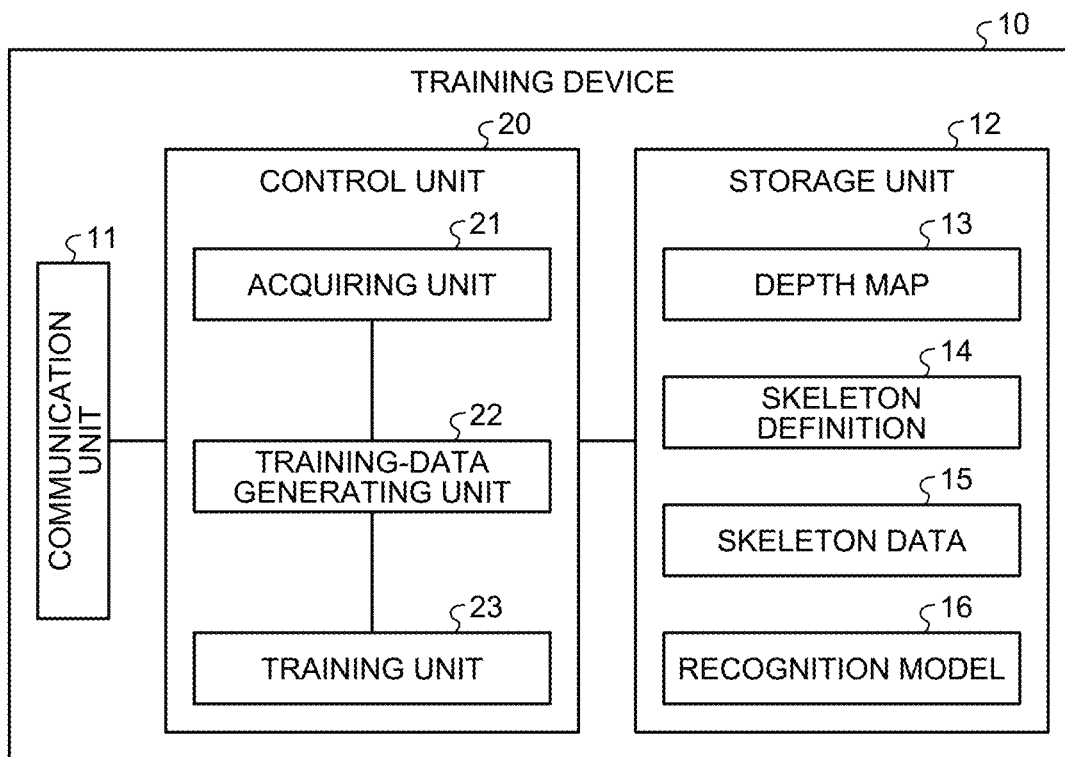 10
TRAINING DEVICE
20
CONTROL UNIT
12
STORAGE UNIT
11
COMMUNICATION
UNIT
21
ACQUIRING UNIT
22
TRAINING-DATA
GENERATING UNIT
23
TRAINING UNIT
13
DEPTH MAP
14
SKELETON
DEFINITION
15
SKELETON DATA
16
RECOGNITION MODEL